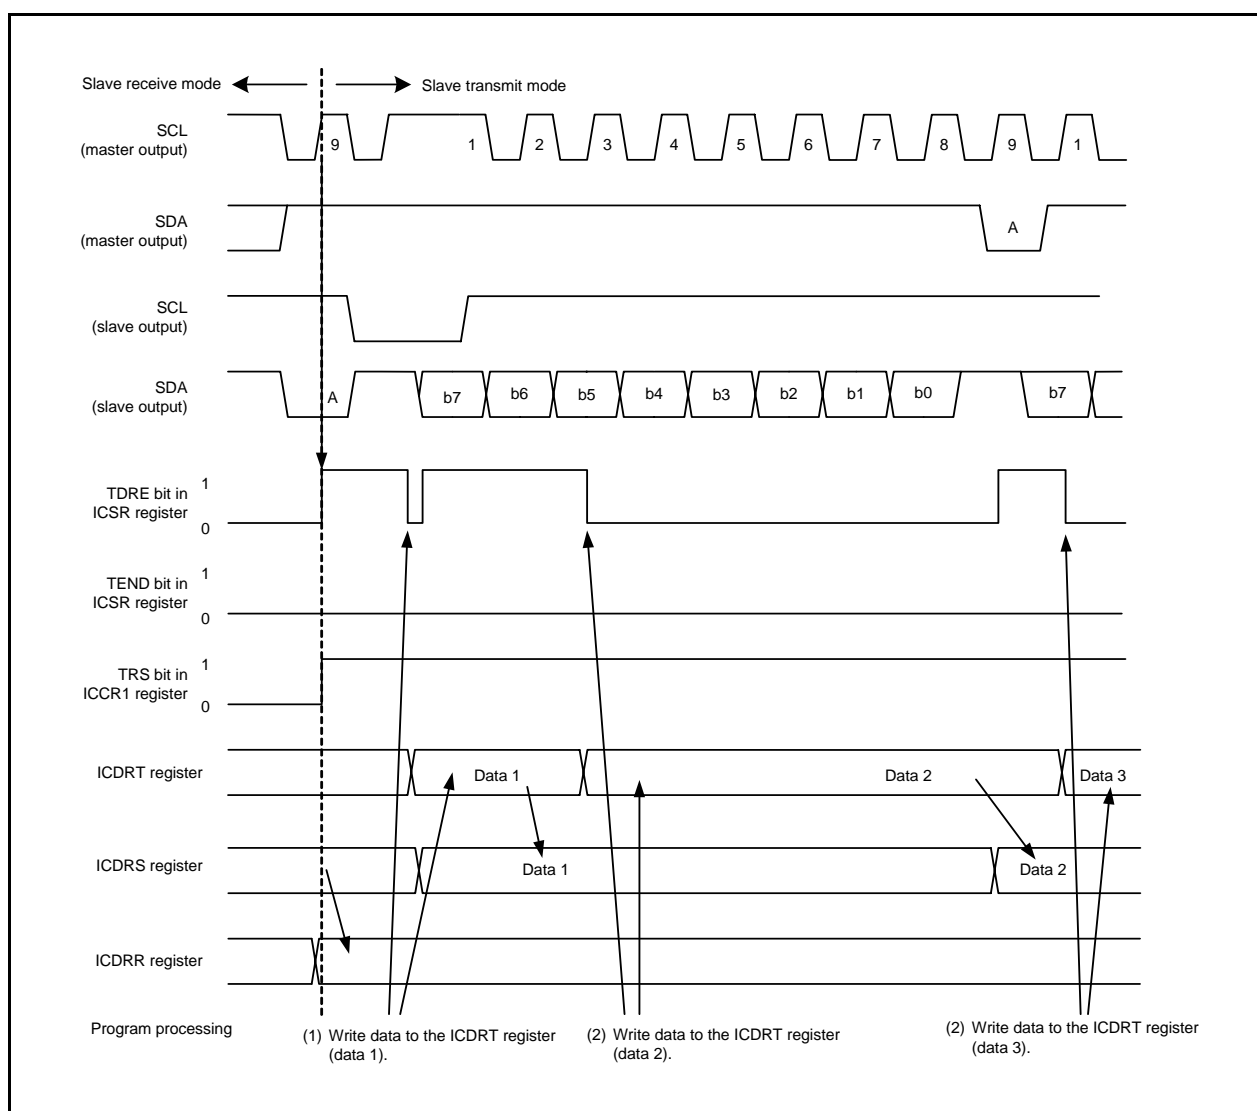 Slave receive mode
Slave transmit mode
SCL
(master output)
9 1 2 3 4 5 6 7 8 9 1
SDA
(master output)
A
SCL
(slave output)
SDA
(slave output)
A b7 b6 b5 b4 b3 b2 b1 b0 b7
TDRE bit in
ICSR register
1
0
TEND bit in
ICSR register
1
0
TRS bit in
ICCR1 register
1
0
ICDRT register
Data 1
Data 2
Data 3
ICDRS register
Data 1
Data 2
ICDRR register
Program processing
(1) Write data to the ICDRT register
(data 1).
(2) Write data to the ICDRT register
(data 2).
(2) Write data to the ICDRT register
(data 3).